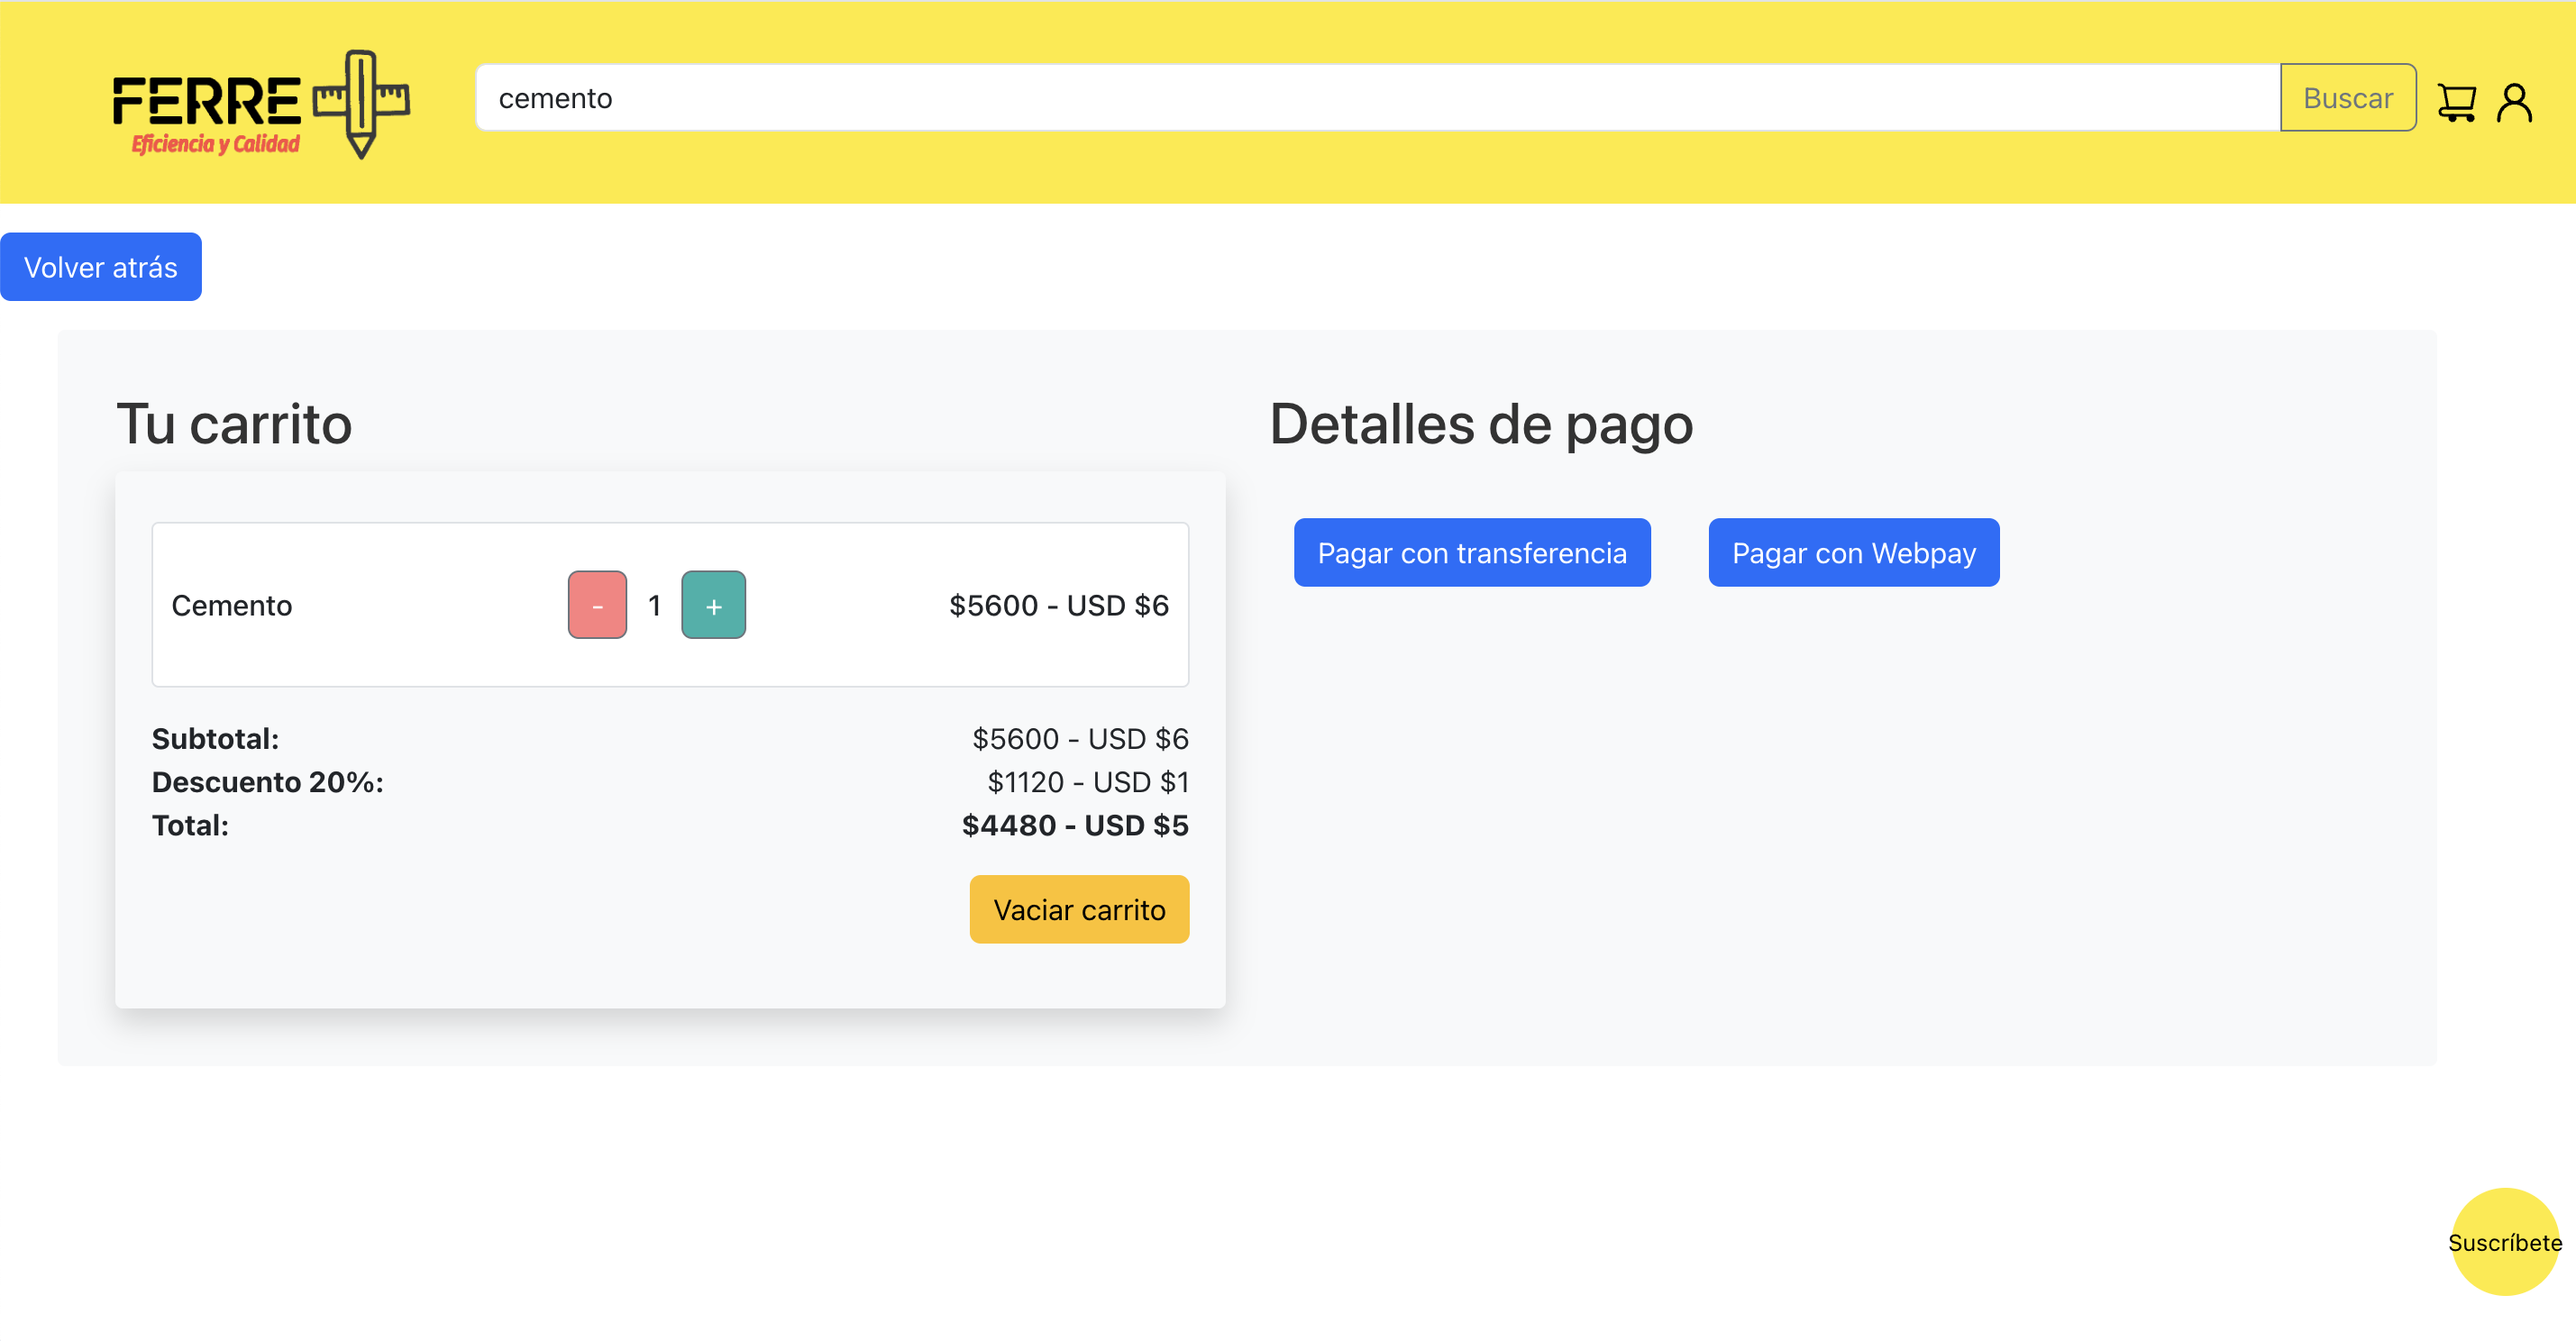 FERRE
Eficiencia y Calidad
cemento
Buscar
Volver atrás
Tu carrito
Cemento
-
1
+
$5600 - USD $6
Subtotal:
$5600 - USD $6
Descuento 20%:
$1120 - USD $1
Total:
$4480 - USD $5
Vaciar carrito
Detalles de pago
Pagar con transferencia
Pagar con Webpay
Suscríbete